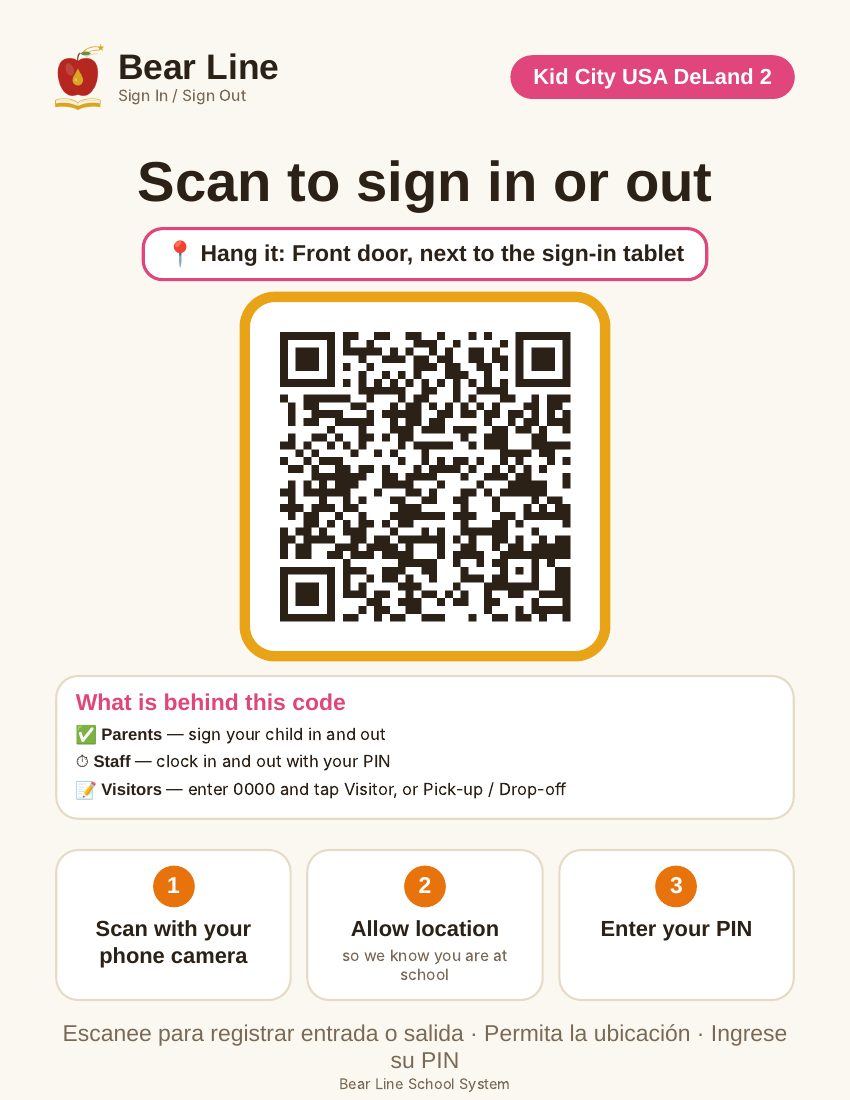 Bear Line
Sign In / Sign Out
Kid City USA DeLand 2
Scan to sign in or out
📍 Hang it: Front door, next to the sign-in tablet
What is behind this code
✅ Parents — sign your child in and out
⏱ Staff — clock in and out with your PIN
📝 Visitors — enter 0000 and tap Visitor, or Pick-up / Drop-off
1
Scan with your
phone camera
2
Allow location
so we know you are at
school
3
Enter your PIN
Escanee para registrar entrada o salida · Permita la ubicación · Ingrese
su PIN
Bear Line School System